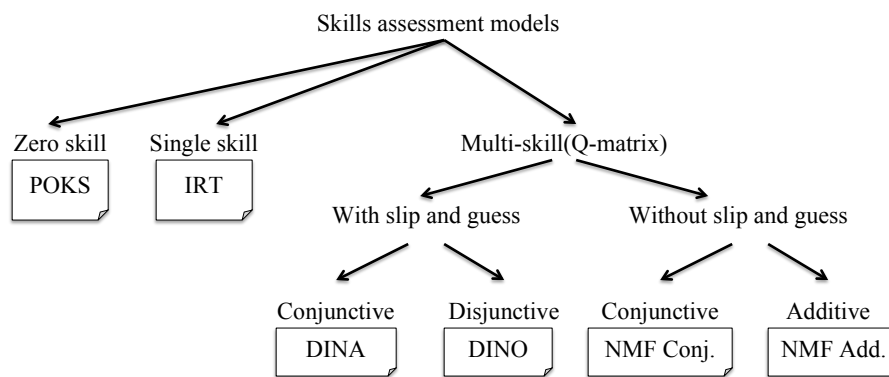 Skills assessment models
Zero skill
Single skill
Multi-skill(Q-matrix)
POKS
IRT
With slip and guess
Without slip and guess
Conjunctive
Disjunctive
Conjunctive
Additive
DINA
DINO
NMF Conj.
NMF Add.